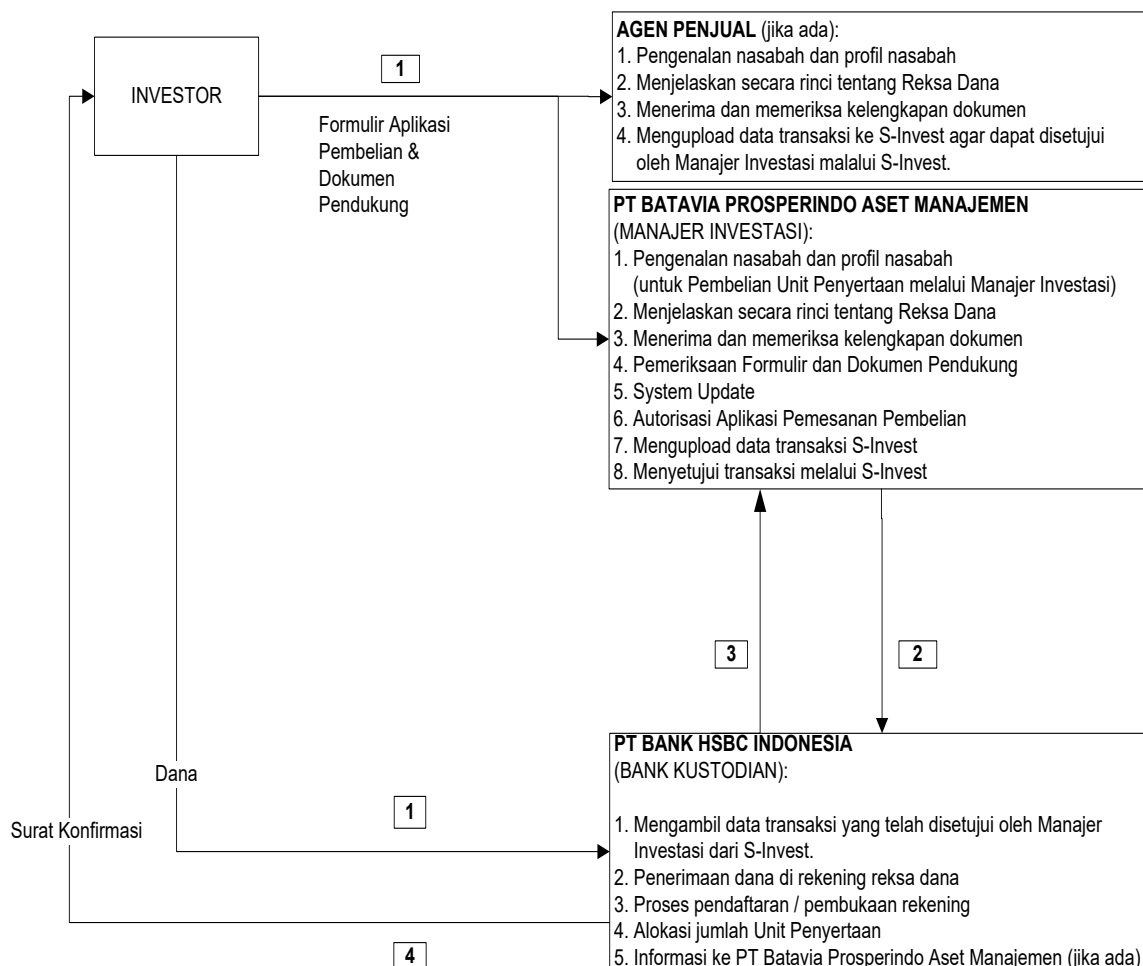 INVESTOR
1
Formulir Aplikasi
Pembelian &
Dokumen
Pendukung
AGEN PENJUAL (jika ada):
1. Pengenalan nasabah dan profil nasabah
2. Menjelaskan secara rinci tentang Reksa Dana
3. Menerima dan memeriksa kelengkapan dokumen
4. Mengupload data transaksi ke S-Invest agar dapat disetujui
oleh Manajer Investasi malalui S-Invest.
PT BATAVIA PROSPERINDO ASET MANAJEMEN
(MANAJER INVESTASI):
1. Pengenalan nasabah dan profil nasabah
(untuk Pembelian Unit Penyertaan melalui Manajer Investasi)
2. Menjelaskan secara rinci tentang Reksa Dana
3. Menerima dan memeriksa kelengkapan dokumen
4. Pemeriksaan Formulir dan Dokumen Pendukung
5. System Update
6. Autorisasi Aplikasi Pemesanan Pembelian
7. Mengupload data transaksi S-Invest
8. Menyetujui transaksi melalui S-Invest
3
2
Dana
1
Surat Konfirmasi
4
PT BANK HSBC INDONESIA
(BANK KUSTODIAN):
1. Mengambil data transaksi yang telah disetujui oleh Manajer
Investasi dari S-Invest.
2. Penerimaan dana di rekening reksa dana
3. Proses pendaftaran / pembukaan rekening
4. Alokasi jumlah Unit Penyertaan
5. Informasi ke PT Batavia Prosperindo Aset Manajemen (jika ada)